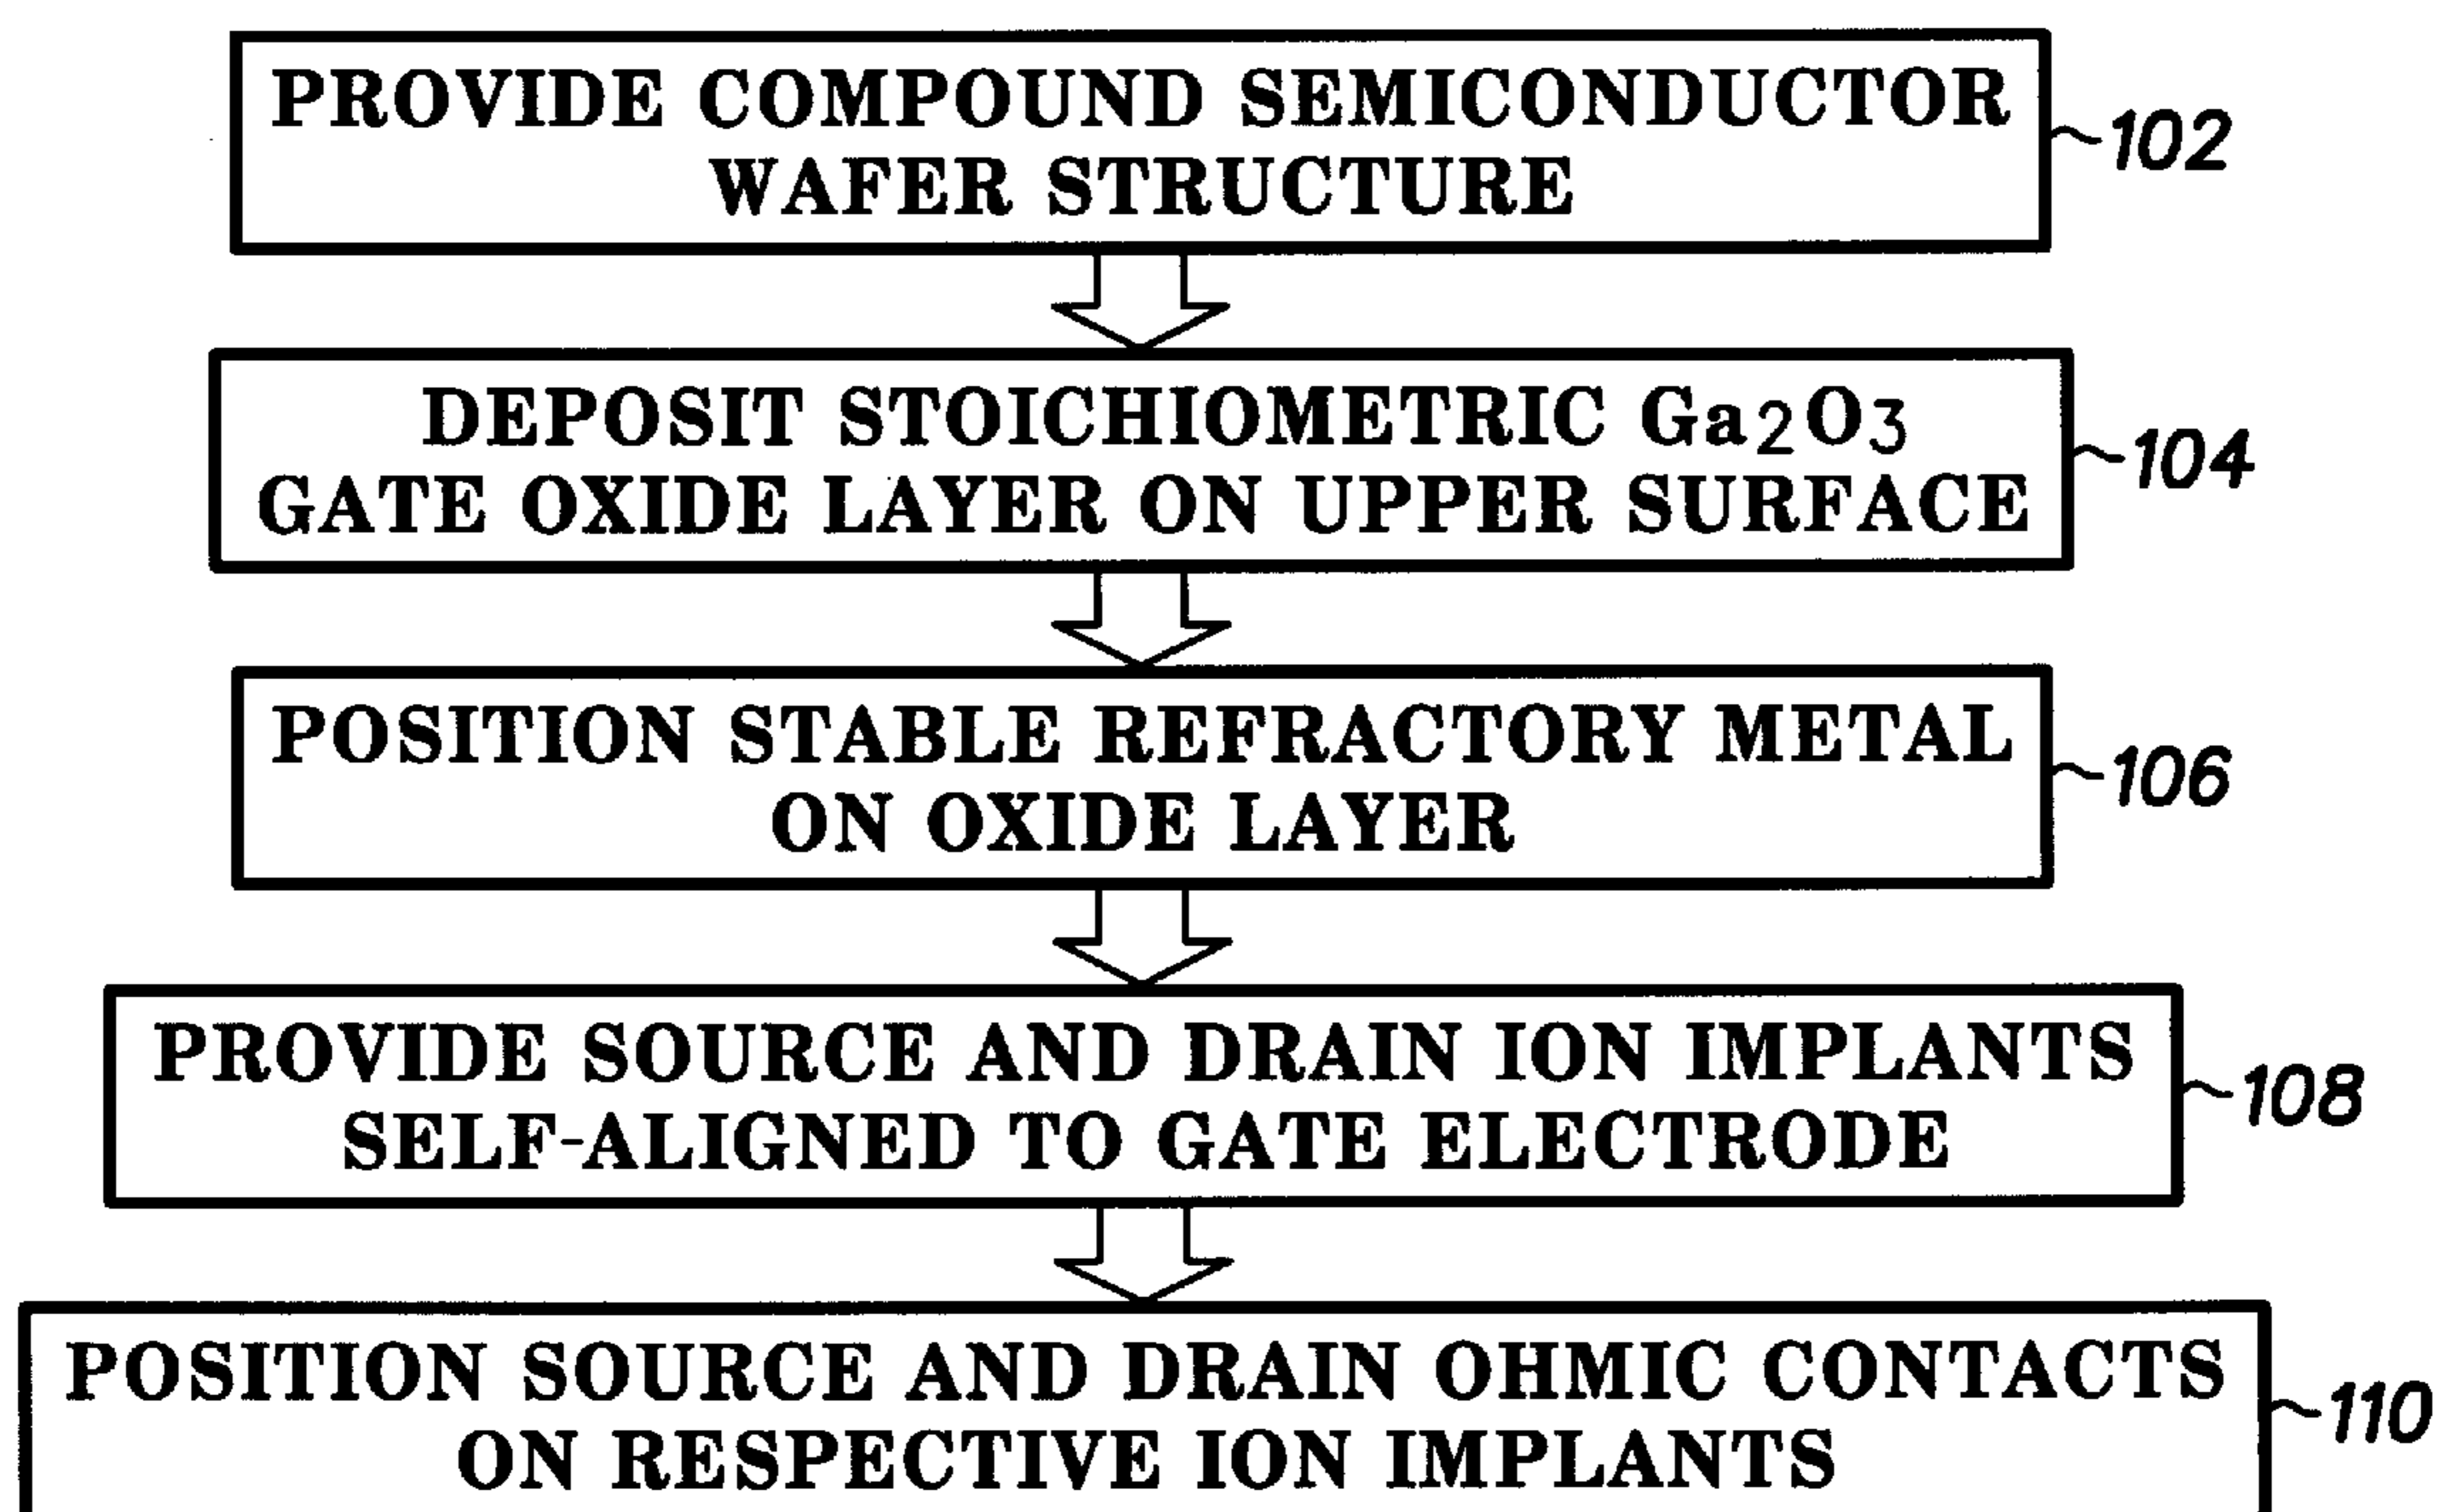 PROVIDE COMPOUND SEMICONDUCTOR
WAFER STRUCTURE
102
DEPOSIT STOICHIOMETRIC Ga2O3
GATE OXIDE LAYER ON UPPER SURFACE
104
POSITION STABLE REFRACTORY METAL
ON OXIDE LAYER
106
PROVIDE SOURCE AND DRAIN ION IMPLANTS
SELF-ALIGNED TO GATE ELECTRODE
108
POSITION SOURCE AND DRAIN OHMIC CONTACTS
ON RESPECTIVE ION IMPLANTS
110